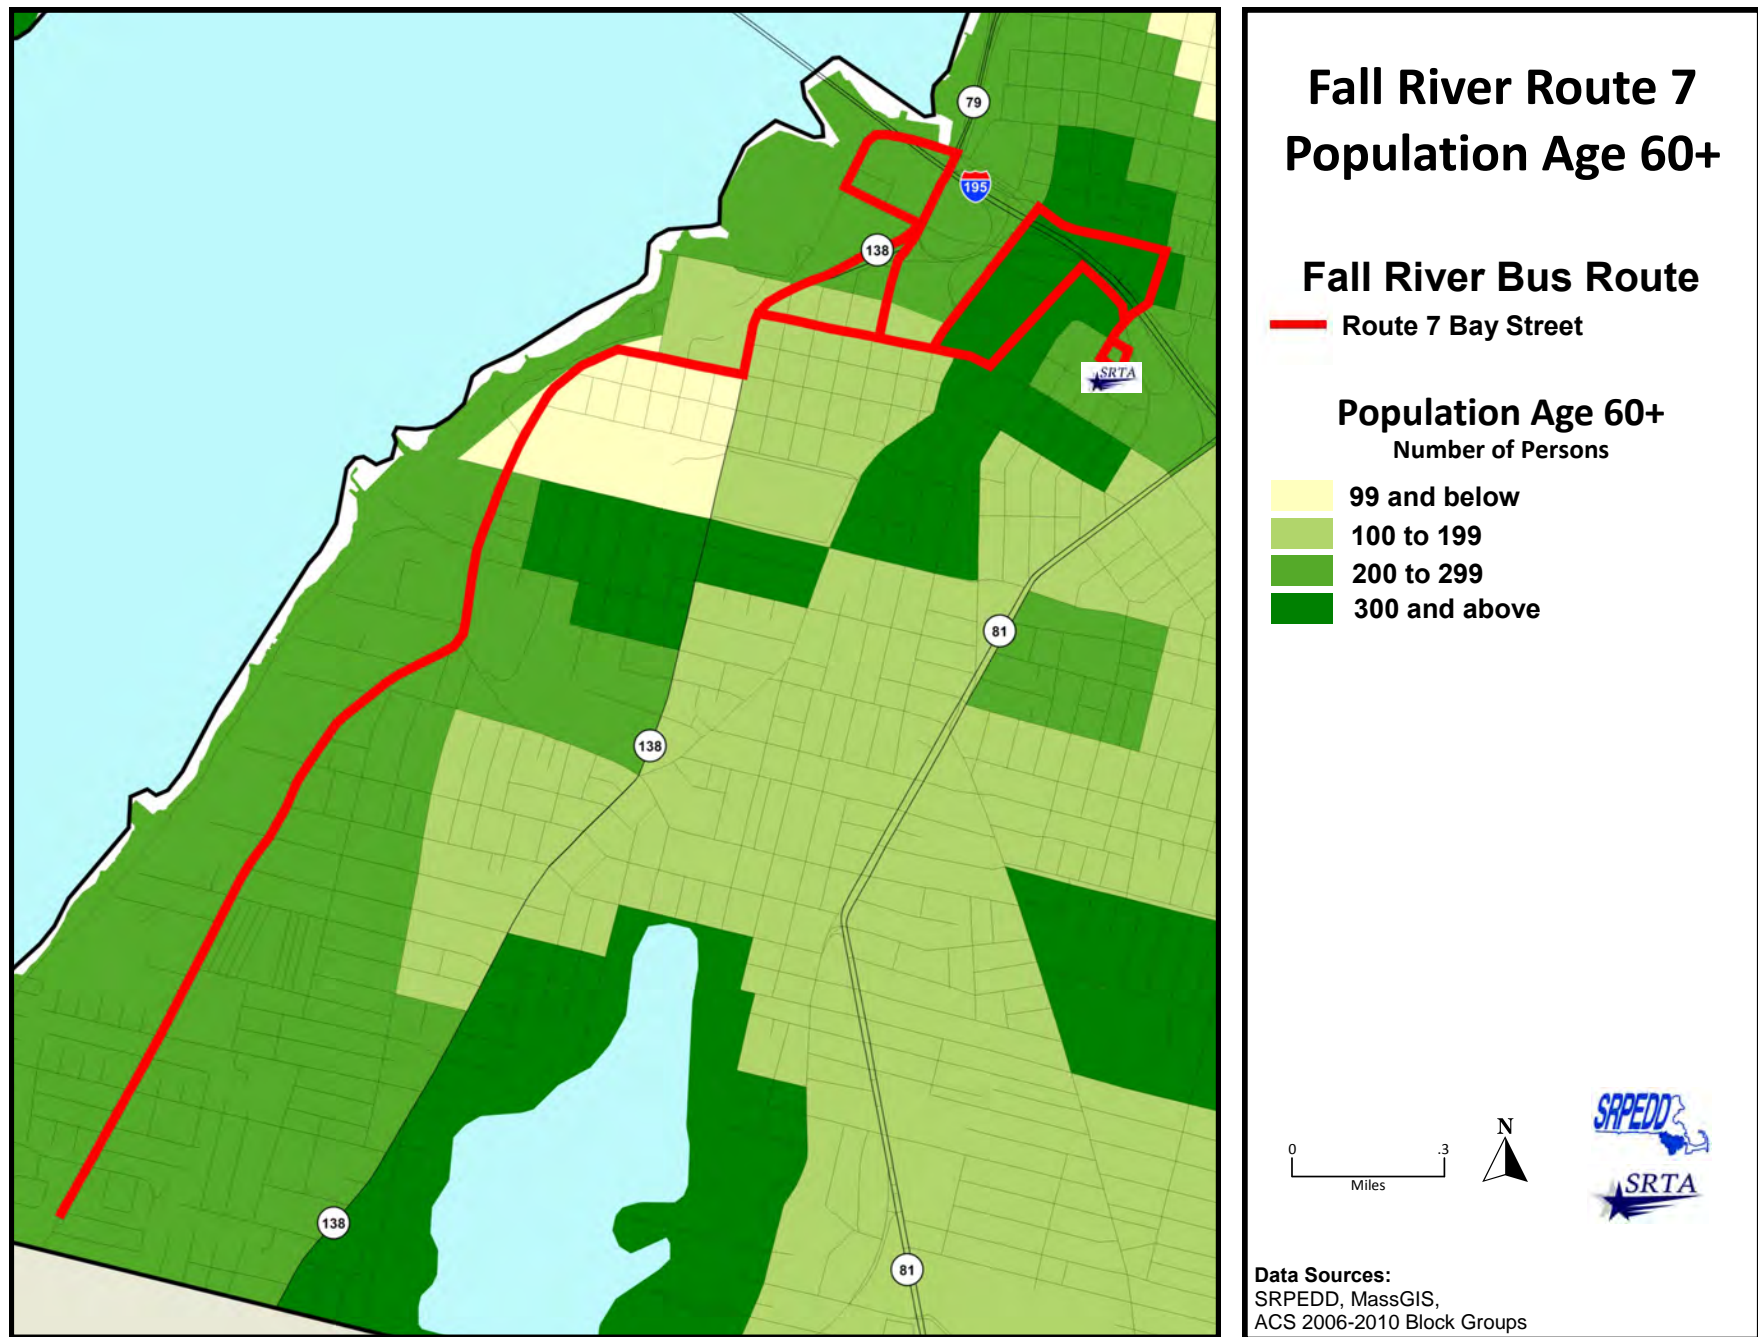 Fall River Route 7
Population Age 60+
Fall River Bus Route
Route 7 Bay Street
Population Age 60+
Number of Persons
99 and below
100 to 199
200 to 299
300 and above
79
195
138
SRTA
81
138
138
81
0 .3
Miles
N
SRPEDD
SRTA
Data Sources:
SRPEDD, MassGIS,
ACS 2006-2010 Block Groups